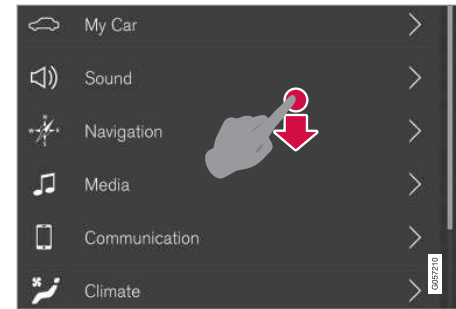 My Car
Sound
Navigation
Media
Communication
Climate
G057210